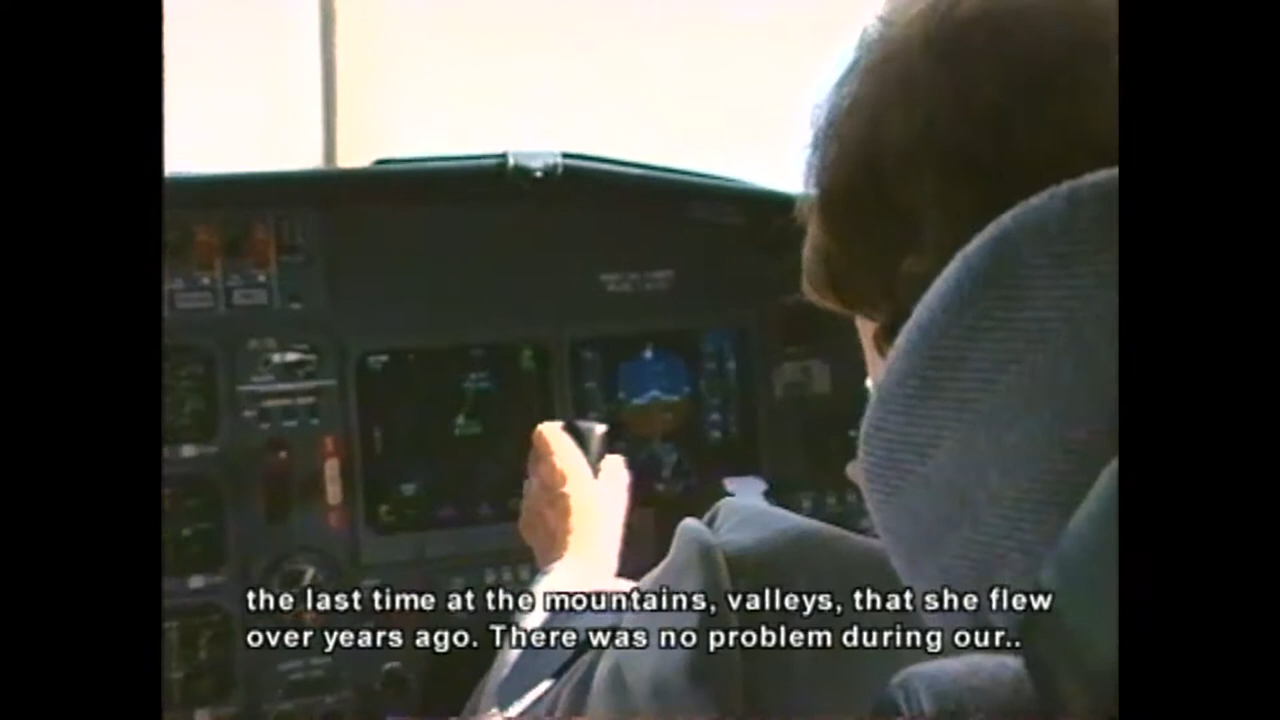 the last time at the mountains, valleys, that she flew
over years ago. There was no problem during our..